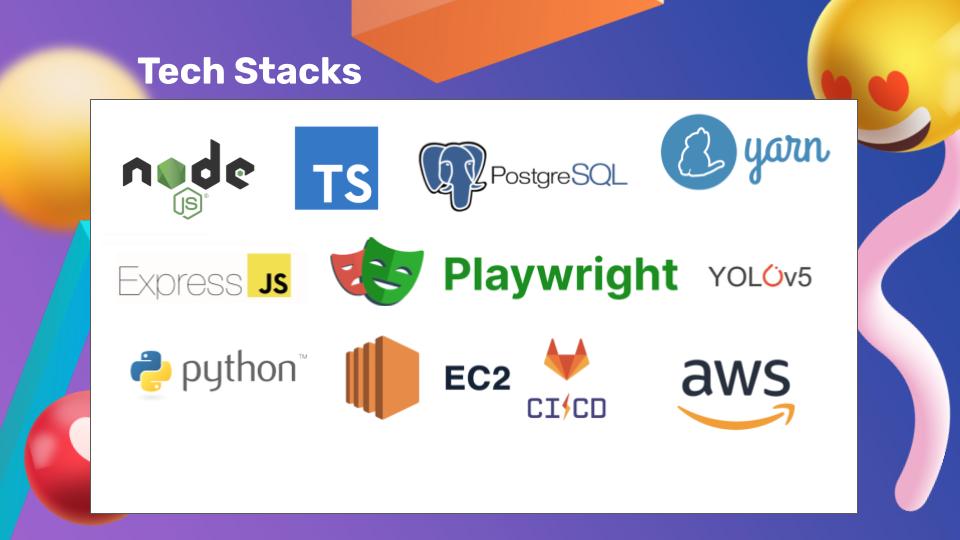 Tech Stacks
node
JS®
TS
PostgreSQL
yarn
Express JS
Playwright
YOLOv5
python™
EC2
CI/CD
aws